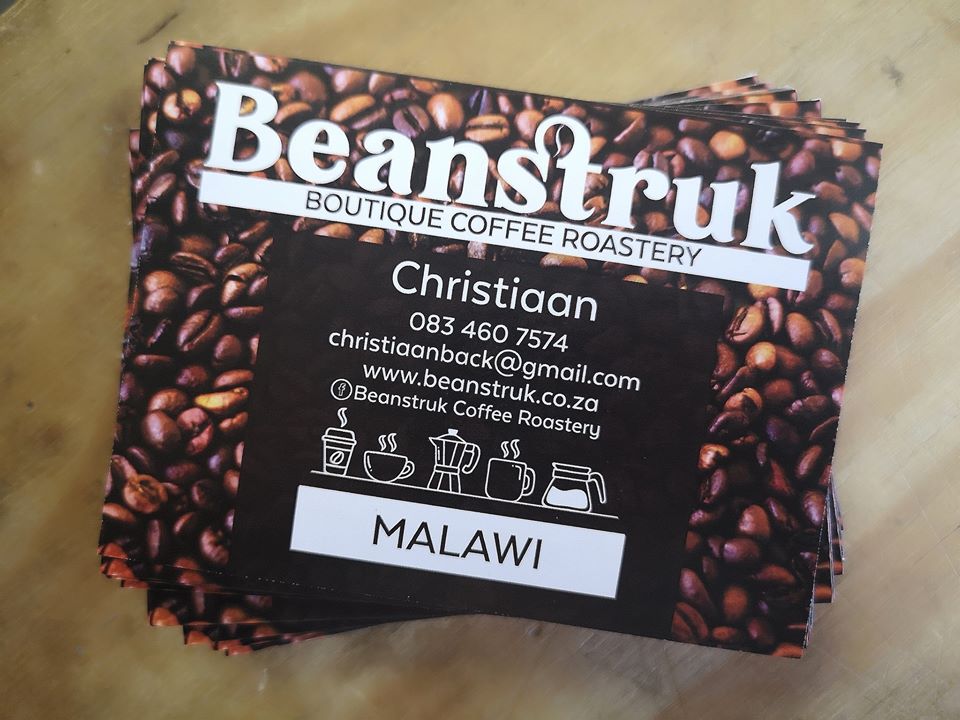 Beanstruk
BOUTIQUE COFFEE ROASTERY
Christiaan
083 460 7574
christiaanback@gmail.com
www.beanstruk.co.za
Beanstruk Coffee Roastery
MALAWI